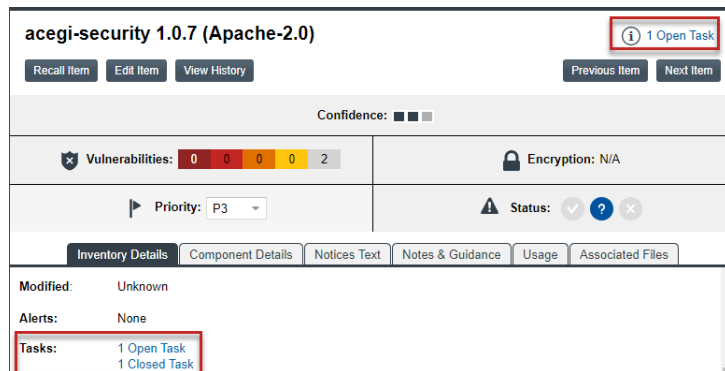 acegi-security 1.0.7 (Apache-2.0)
1 Open Task
Recall Item Edit Item View History Previous Item Next Item
Confidence:
Vulnerabilities: 0 0 0 0 2
Encryption: N/A
Priority: P3
Status: ?
Inventory Details Component Details Notices Text Notes & Guidance Usage Associated Files
Modified: Unknown
Alerts: None
Tasks: 1 Open Task
1 Closed Task